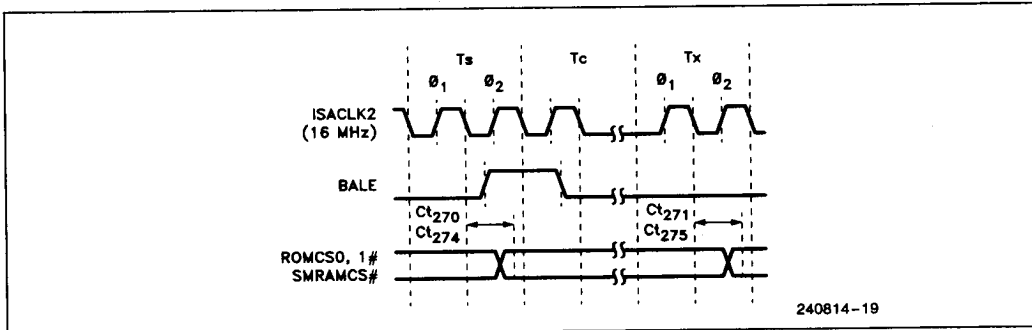 Ts Tc Tx
Ø1 Ø2 Ø1 Ø2
ISACLK2
(16 MHz)
BALE
Ct270 Ct271
Ct274 Ct275
ROMCS0, 1#
SMRAMCS#
240814-19